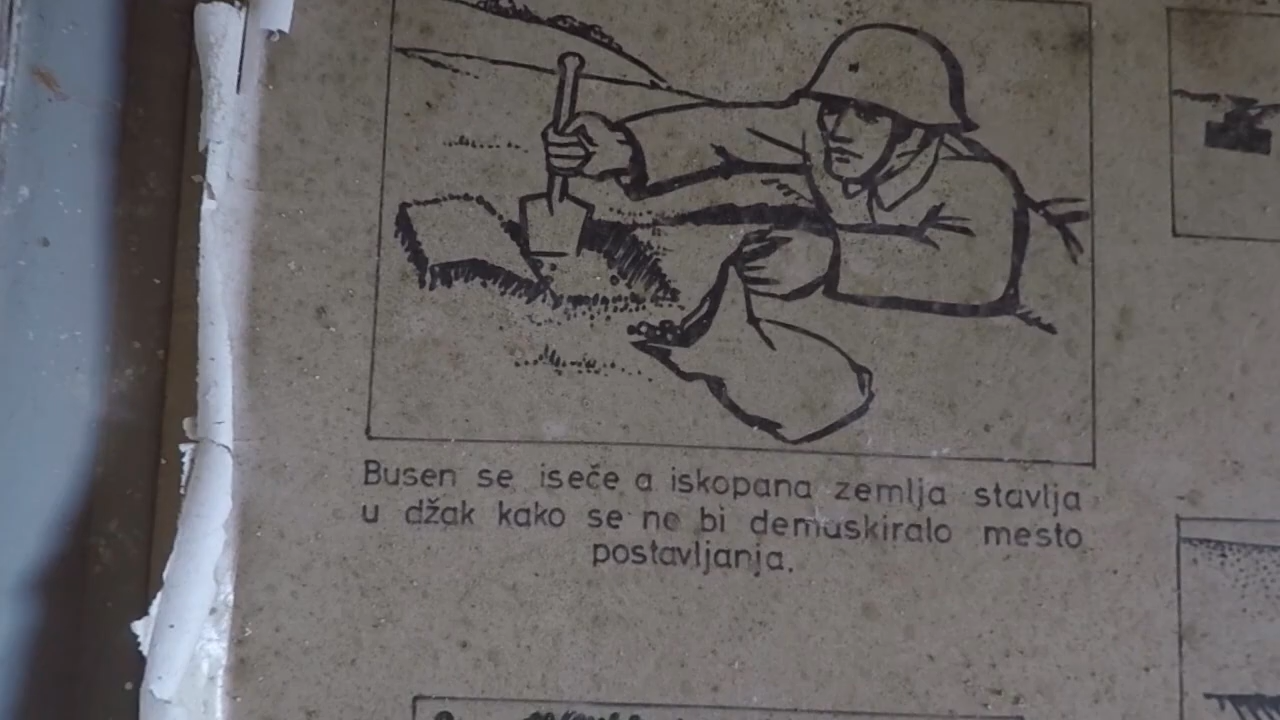 Busen se iseče a iskopana zemlja stavlja
u džak kako se ne bi demaskiralo mesto
postavljanja.